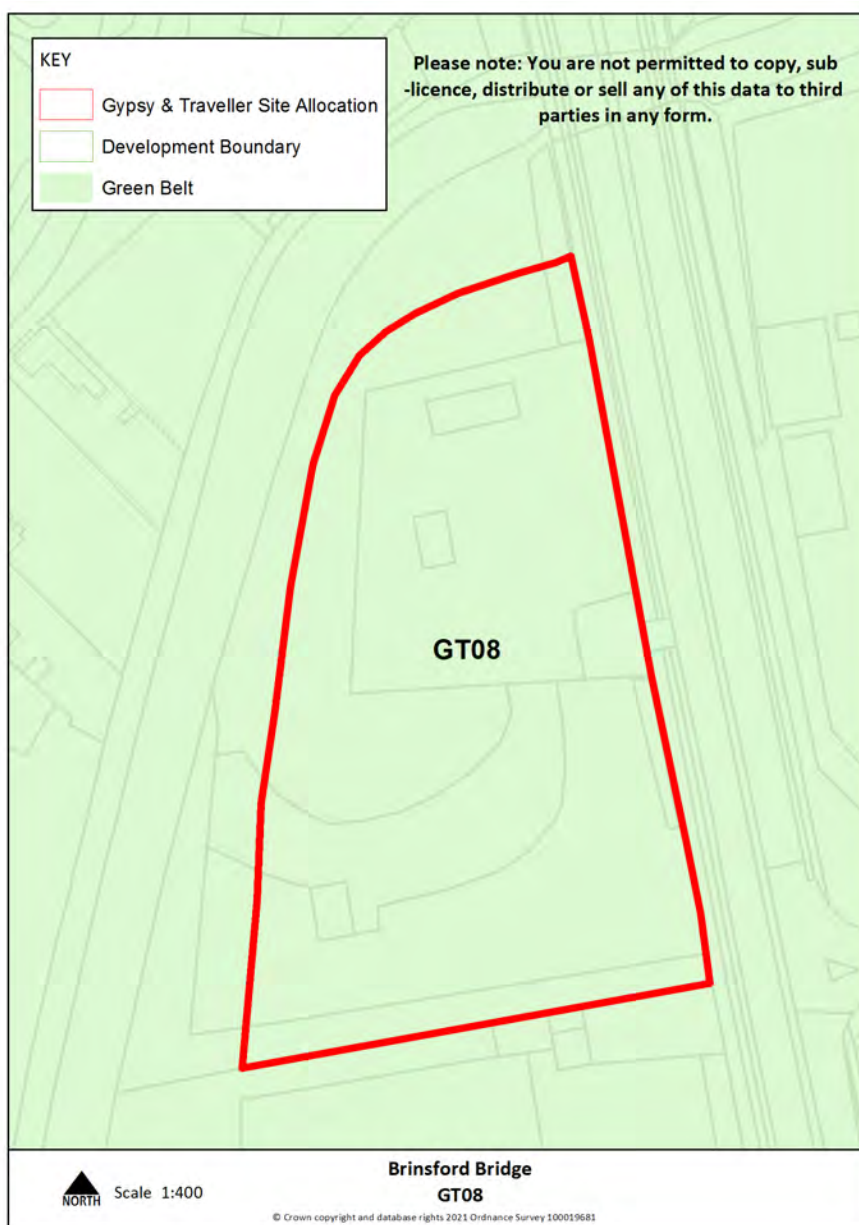 KEY
Gypsy & Traveller Site Allocation
Development Boundary
Green Belt
Please note: You are not permitted to copy, sub
-licence, distribute or sell any of this data to third
parties in any form.
GT08
NORTH
Scale 1:400
Brinsford Bridge
GT08
© Crown copyright and database rights 2021 Ordnance Survey 100019681